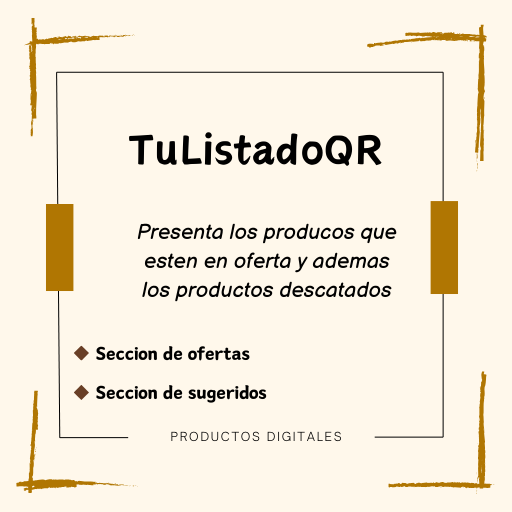 TuListadoQR
Presenta los producos que
esten en oferta y ademas
los productos descatados
Seccion de ofertas
Seccion de sugeridos
PRODUCTOS DIGITALES